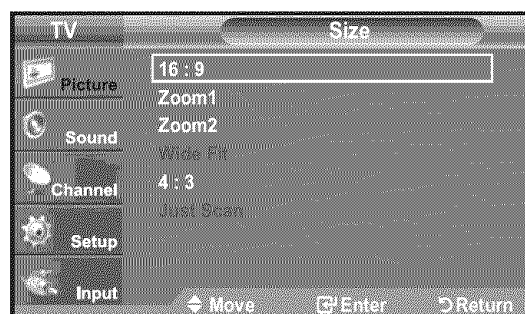 TV
Size
Picture
Sound
Channel
Setup
Input
16 : 9
Zoom1
Zoom2
Wide Fit
4 : 3
Just Scan
Move
Enter
Return